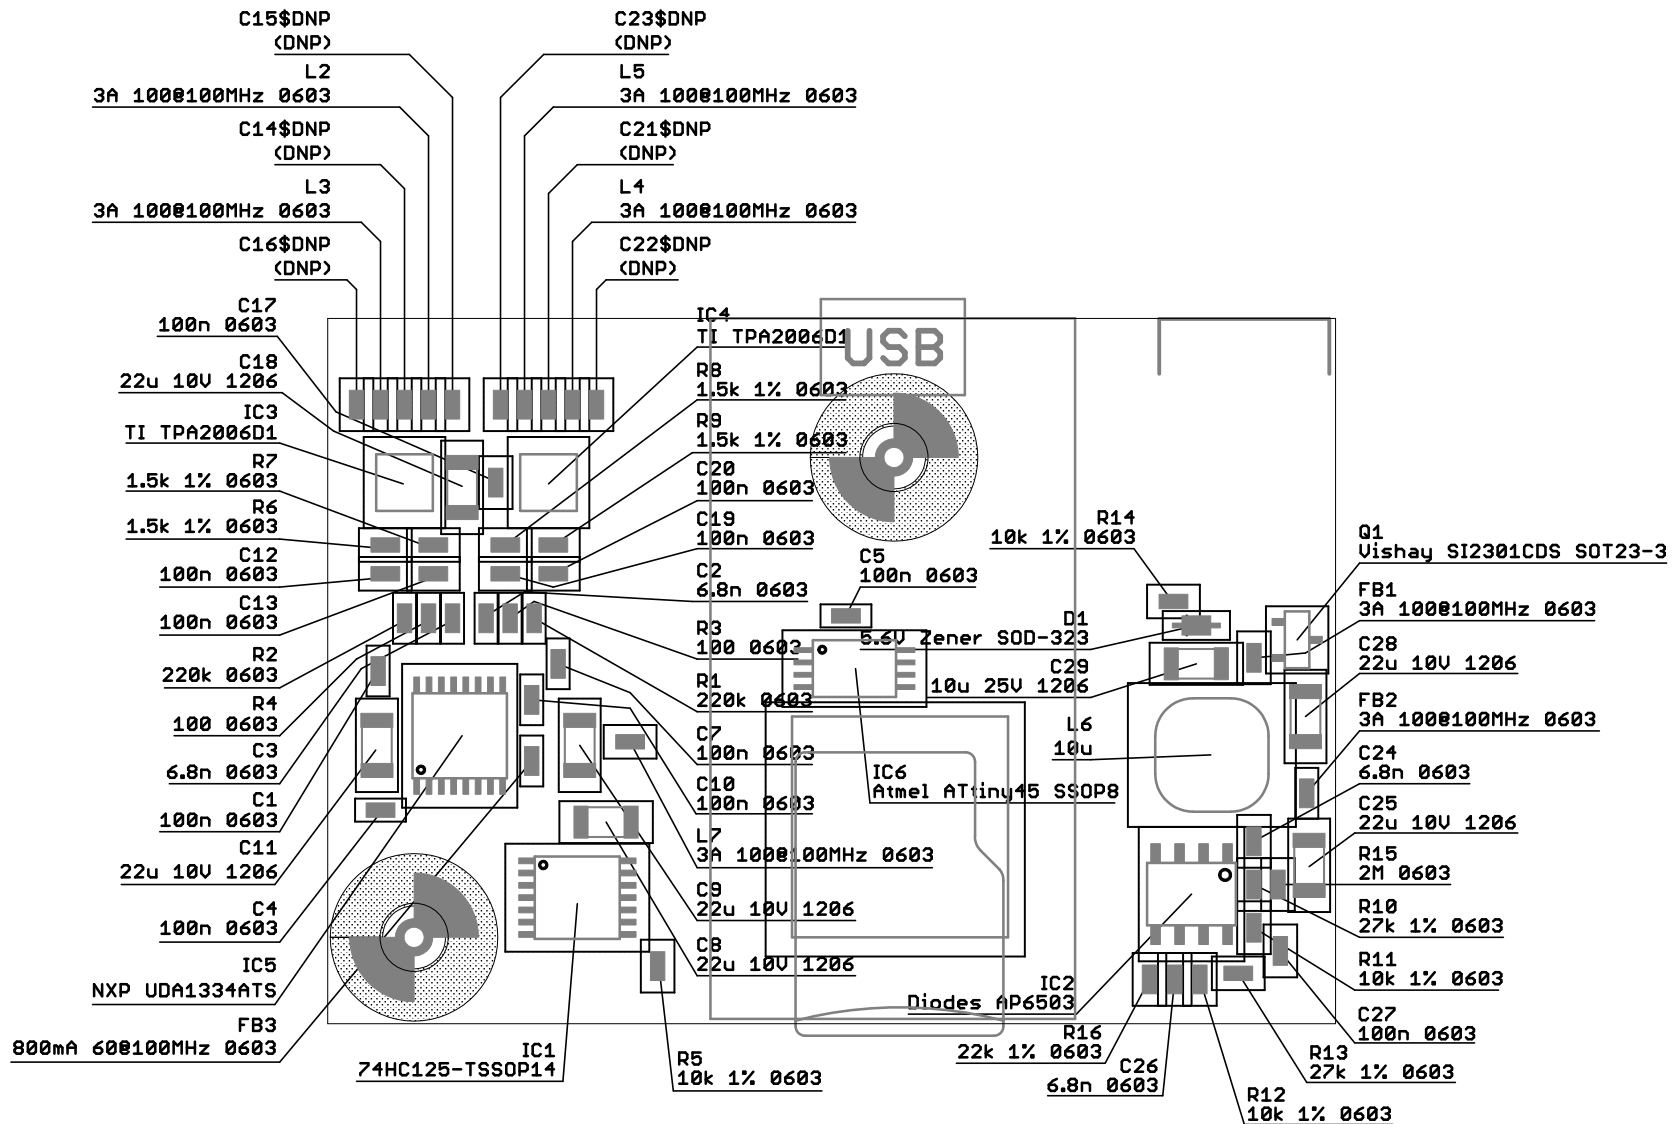 C15$DNP
(DNP)
L2
3A 100@100MHz 0603
C14$DNP
(DNP)
L3
3A 100@100MHz 0603
C16$DNP
(DNP)
C17
100n 0603
C18
22u 10V 1206
IC3
TI TPA2006D1
R7
1.5k 1% 0603
R6
1.5k 1% 0603
C12
100n 0603
C13
100n 0603
R2
220k 0603
R4
100 0603
C3
6.8n 0603
C1
100n 0603
C11
22u 10V 1206
C4
100n 0603
IC5
NXP UDA1334ATS
FB3
800mA 60@100MHz 0603
C23$DNP
(DNP)
L5
3A 100@100MHz 0603
C21$DNP
(DNP)
L4
3A 100@100MHz 0603
C22$DNP
(DNP)
IC4
TI TPA2006D1
USB
R8
1.5k 1% 0603
R9
1.5k 1% 0603
C20
100n 0603
C19
100n 0603
C2
6.8n 0603
R3
100 0603
R1
220k 0603
C7
100n 0603
C10
100n 0603
L7
3A 100@100MHz 0603
C9
22u 10V 1206
C8
22u 10V 1206
IC1
74HC125-TSSOP14
R5
10k 1% 0603
C5
100n 0603
IC6
Atmel ATtiny45 SSOP8
R14
10k 1% 0603
D1
5.6V Zener SOD-323
C29
10u 25V 1206
L6
10u
IC2
Diodes AP6503
R16
22k 1% 0603
C26
6.8n 0603
Q1
Vishay SI2301CDS SOT23-3
FB1
3A 100@100MHz 0603
C28
22u 10V 1206
FB2
3A 100@100MHz 0603
C24
6.8n 0603
C25
22u 10V 1206
R15
2M 0603
R10
27k 1% 0603
R11
10k 1% 0603
C27
100n 0603
R13
27k 1% 0603
R12
10k 1% 0603